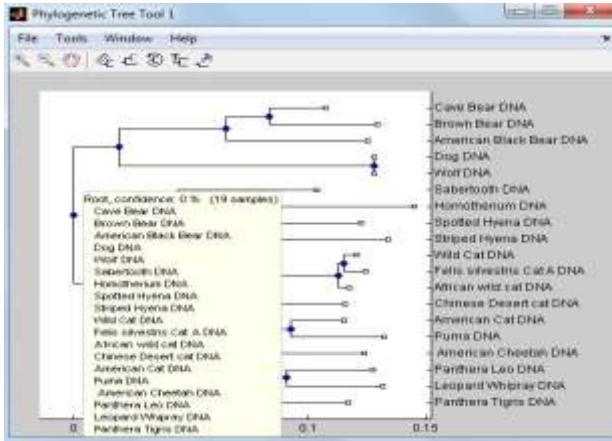 Phylogenetic Tree Tool 1
File Tools Window Help
Cave Bear DNA
Brown Bear DNA
American Black Bear DNA
Dog DNA
Wolf DNA
Sabertooth DNA
Homotherium DNA
Spotted Hyena DNA
Striped Hyena DNA
Wild Cat DNA
Felis silvestris Cat A DNA
African wild cat DNA
Chinese Desert cat DNA
American Cat DNA
Puma DNA
American Cheetah DNA
Panthera Leo DNA
Leopard Whipray DNA
Panthera Tigris DNA
Root, confidence: 0 % (19 samples)
Cave Bear DNA
Brown Bear DNA
American Black Bear DNA
Dog DNA
Wolf DNA
Sabertooth DNA
Homotherium DNA
Spotted Hyena DNA
Striped Hyena DNA
Wild Cat DNA
Felis silvestris Cat A DNA
African wild cat DNA
Chinese Desert cat DNA
American Cat DNA
Puma DNA
American Cheetah DNA
Panthera Leo DNA
Leopard Whipray DNA
Panthera Tigris DNA
0.1 0.15